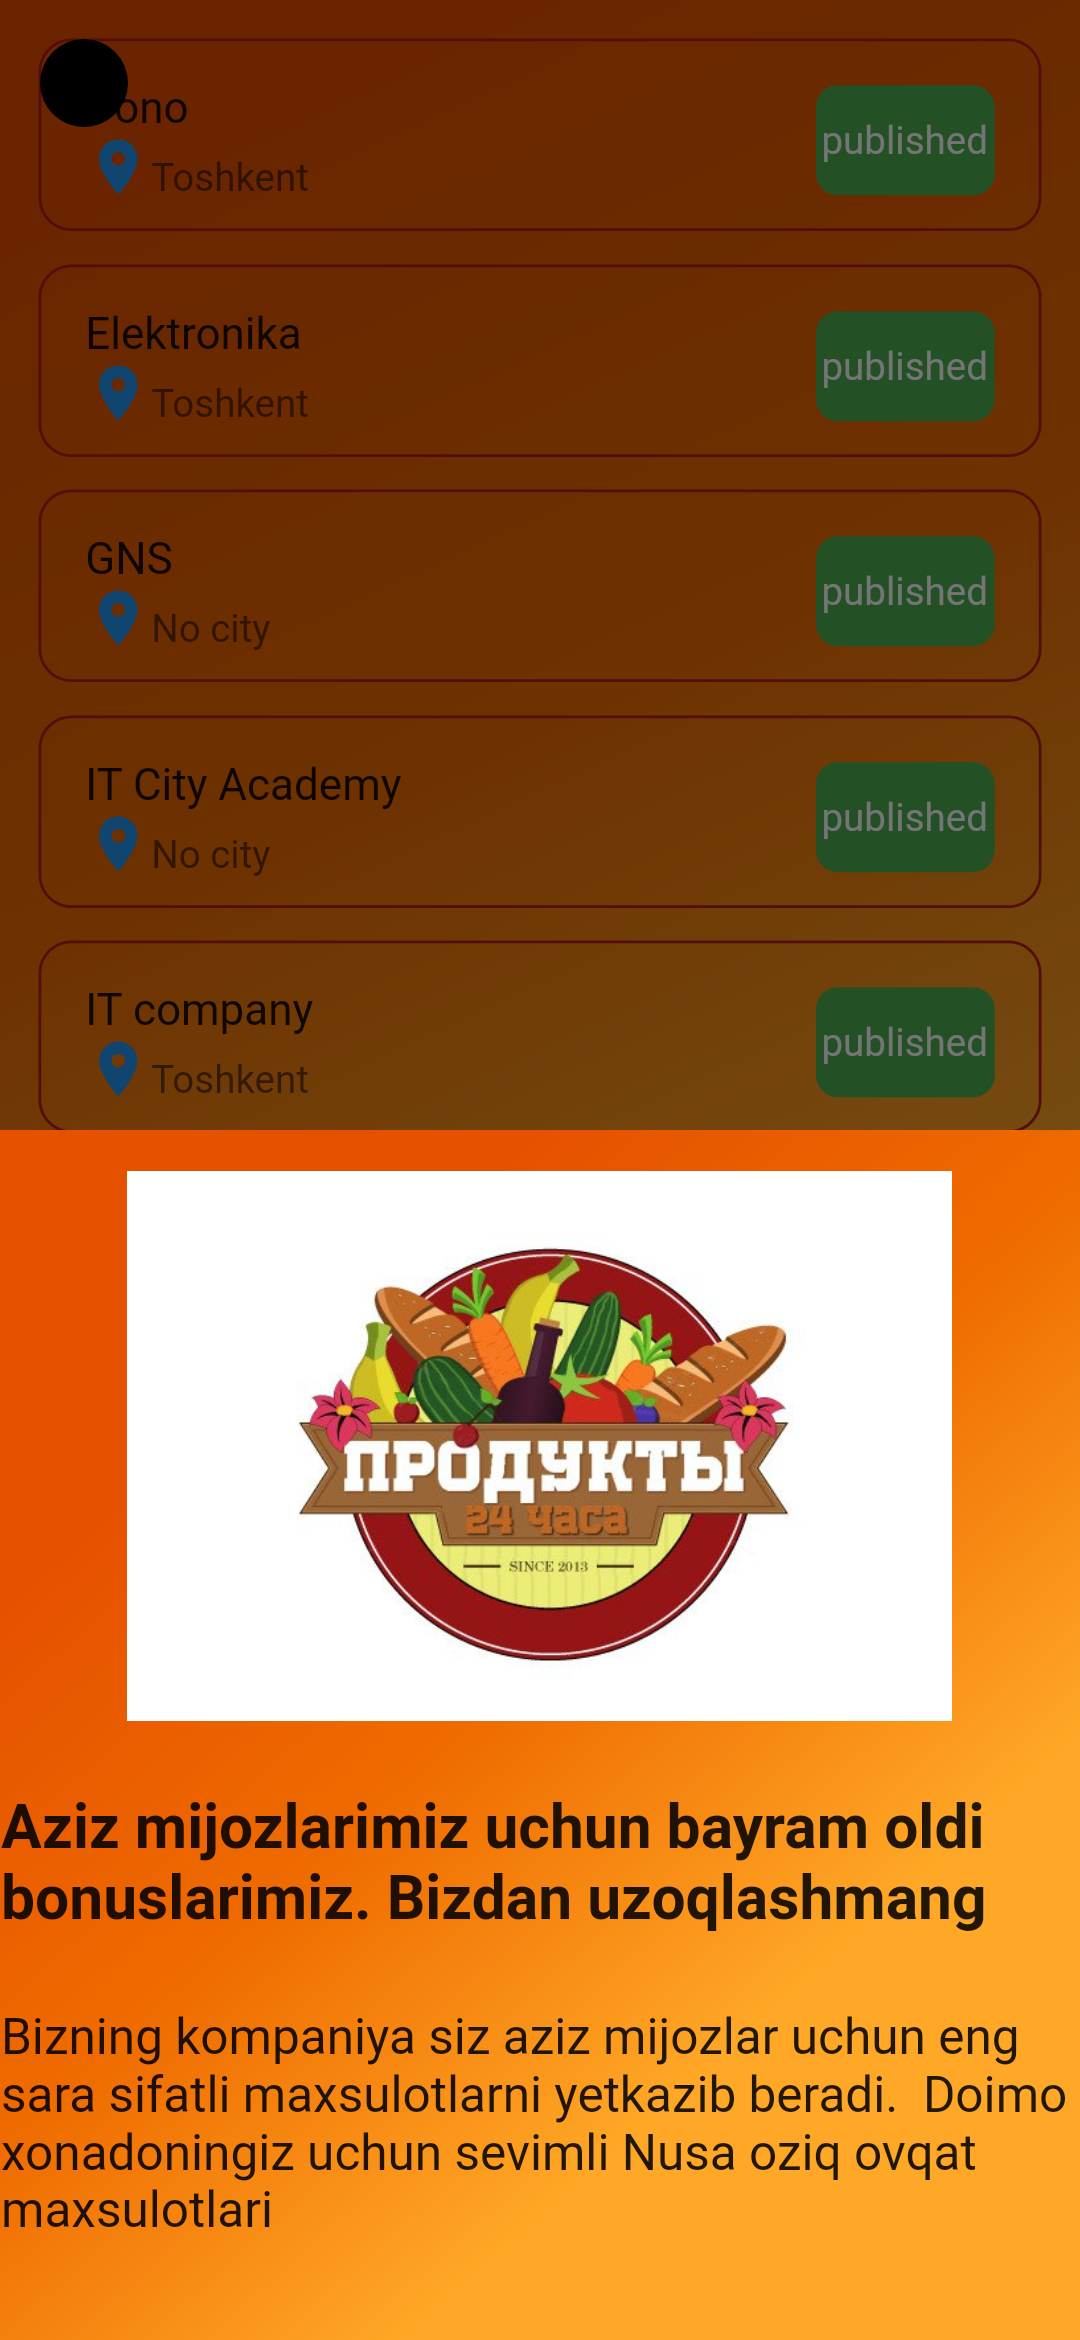 ono
Toshkent
published
Elektronika
Toshkent
published
GNS
No city
published
IT City Academy
No city
published
IT company
Toshkent
published
ПРОДУКТЫ
24 часа
SINCE 2013
Aziz mijozlarimiz uchun bayram oldi
bonuslarimiz. Bizdan uzoqlashmang
Bizning kompaniya siz aziz mijozlar uchun eng
sara sifatli maxsulotlarni yetkazib beradi.  Doimo
xonadoningiz uchun sevimli Nusa oziq ovqat
maxsulotlari